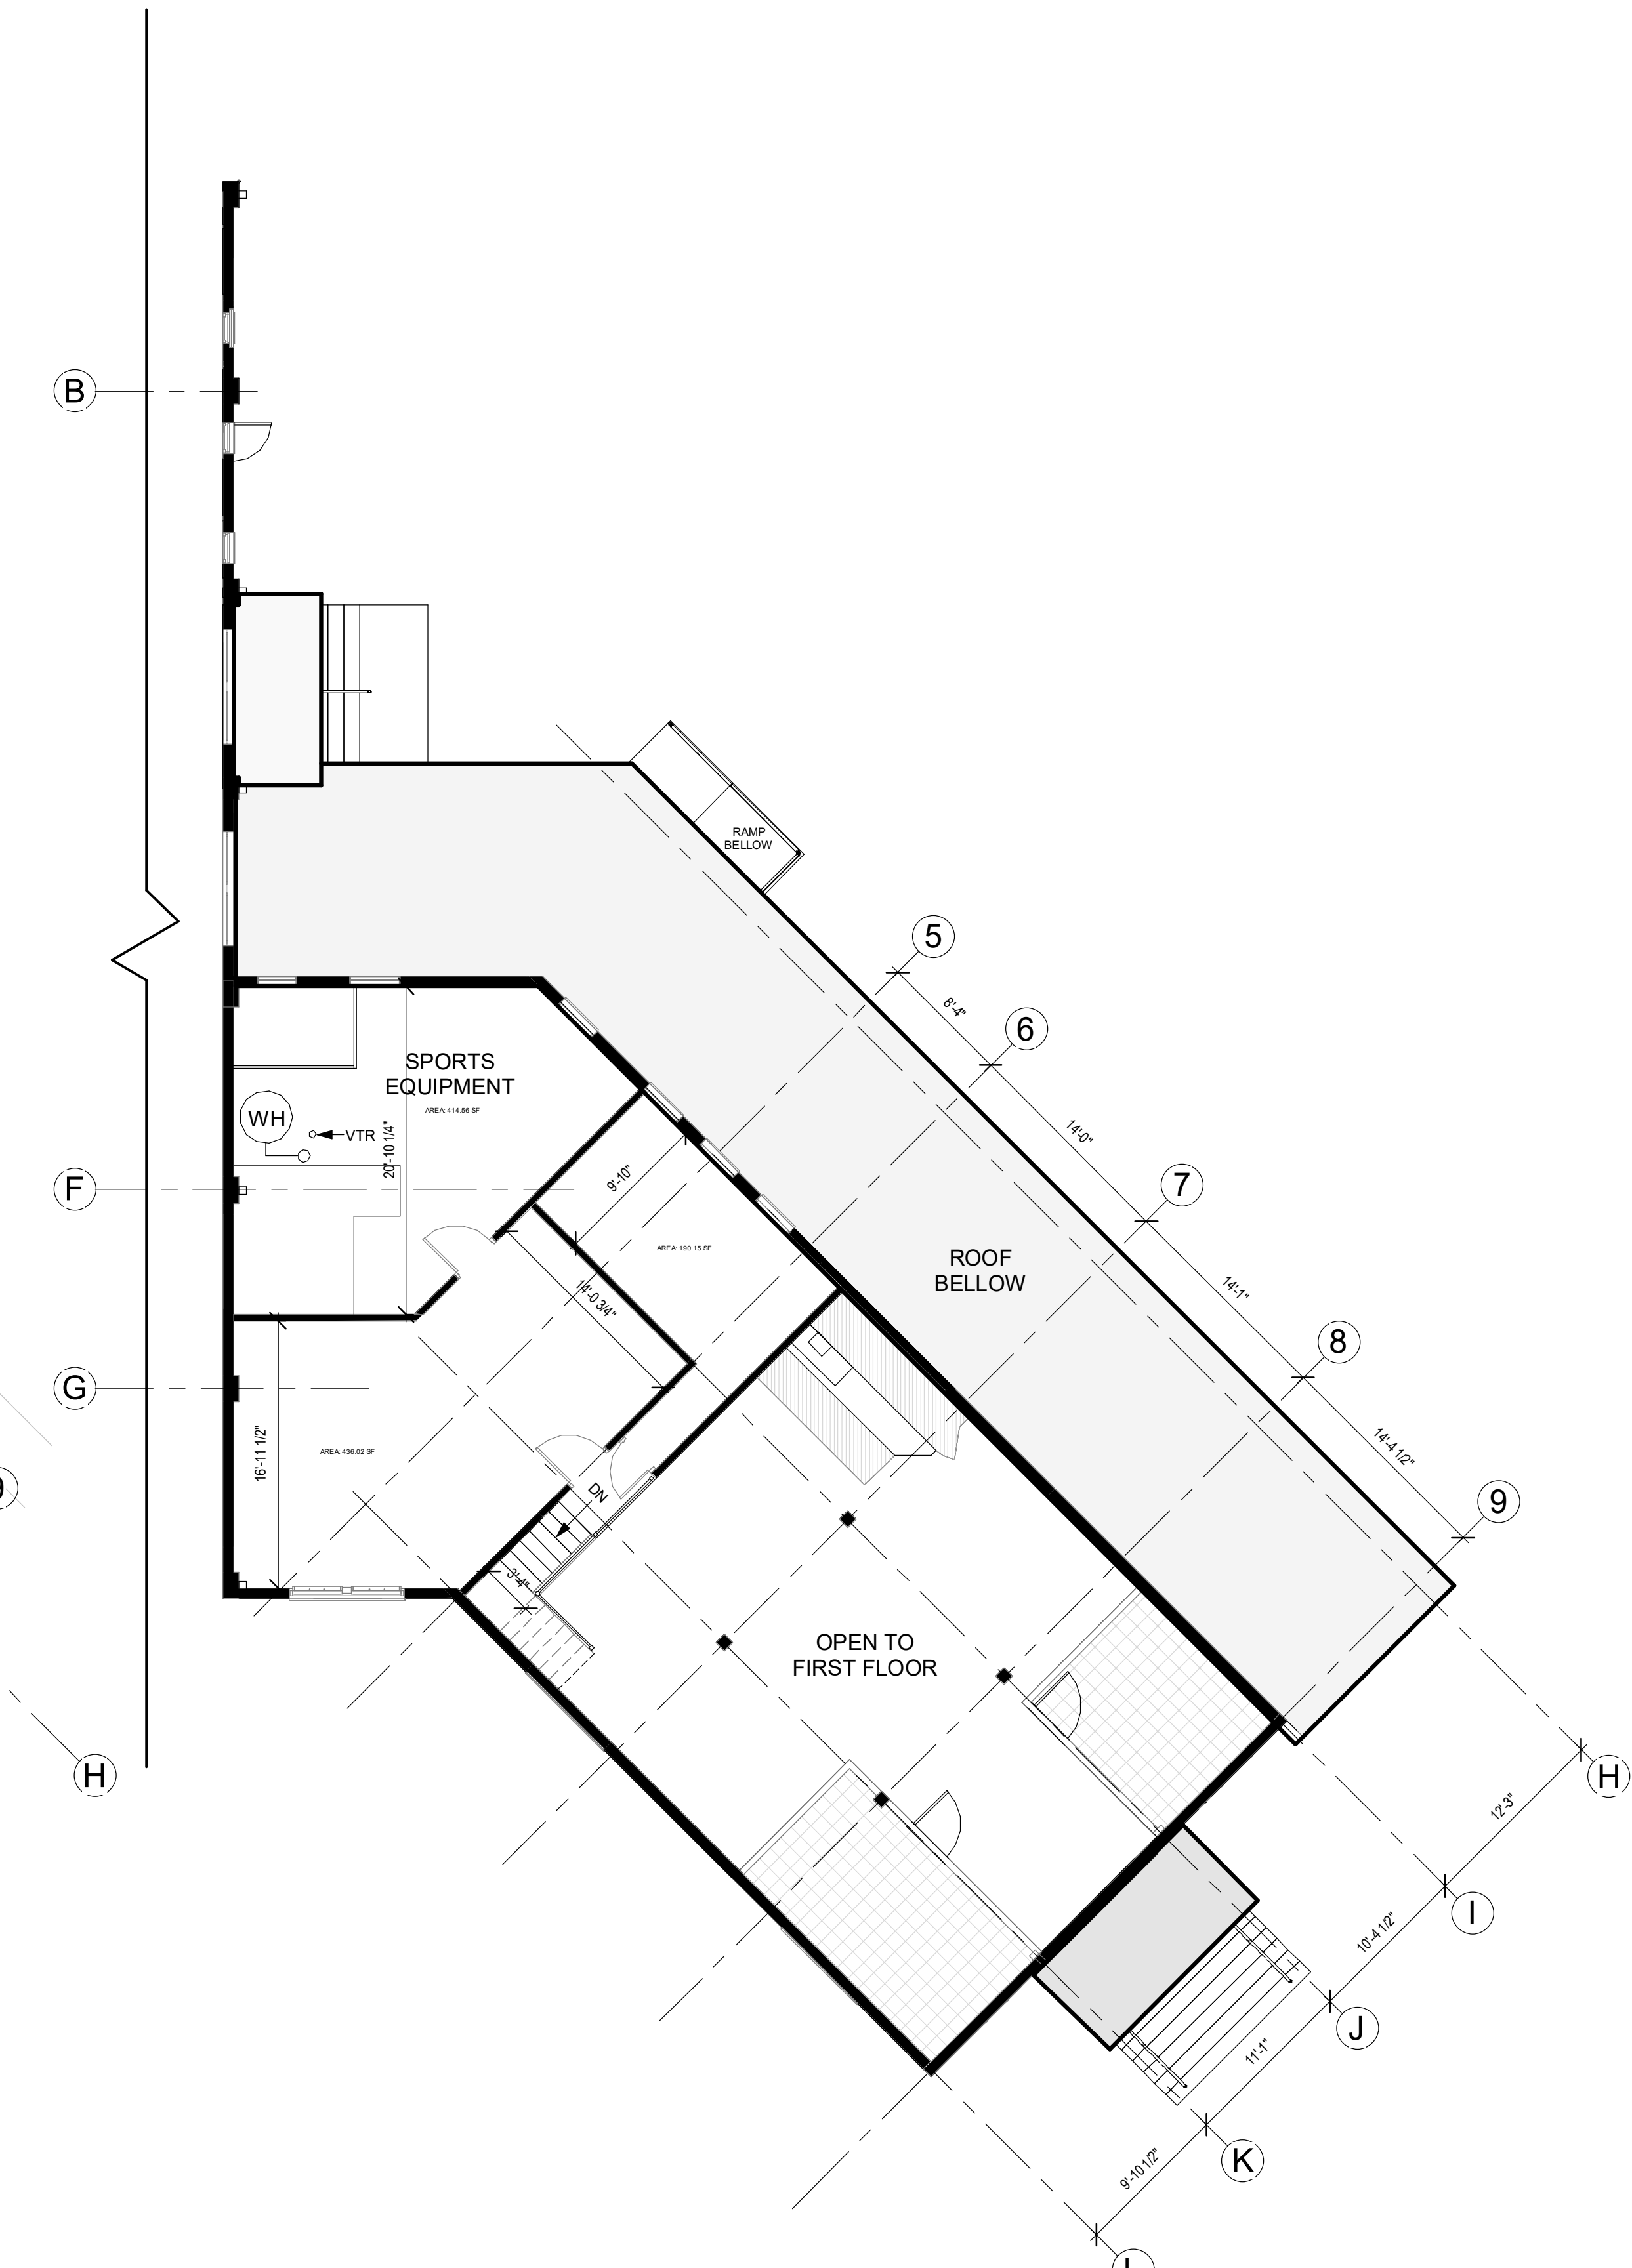 B
RAMP
BELLOW
5
8'-4"
6
SPORTS
EQUIPMENT
AREA: 414.56 SF
WH
VTR
20'-10 1/4"
14'-0"
F
9'-10"
7
AREA: 190.15 SF
ROOF
BELLOW
14'-0 3/4"
14'-1"
8
G
16'-11 1/2"
AREA: 436.02 SF
14'-4 1/2"
DN
9
3'-4"
OPEN TO
FIRST FLOOR
H
H
12'-3"
I
10'-4 1/2"
J
11'-1"
K
9'-10 1/2"